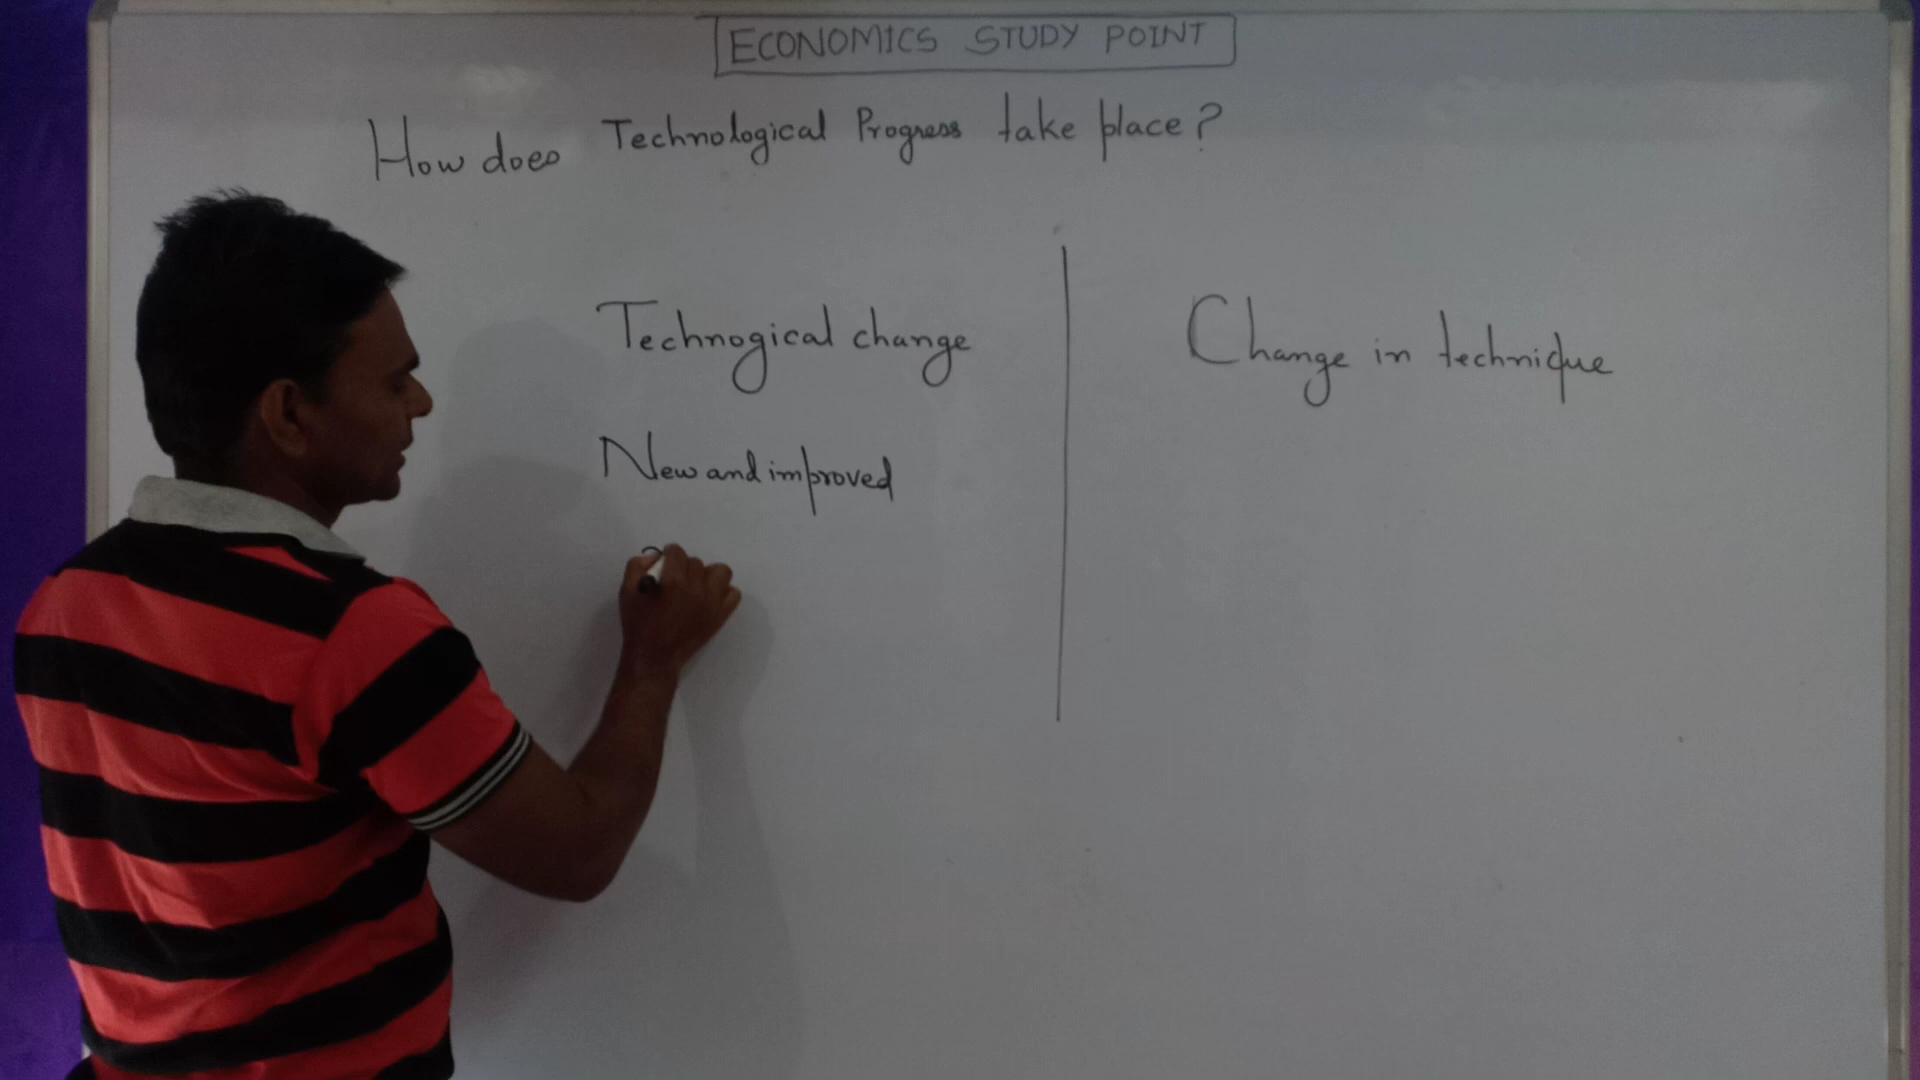 ECONOMICS STUDY POINT
How does Technological Progress take place?
Technogical change
Change in technique
New and improved